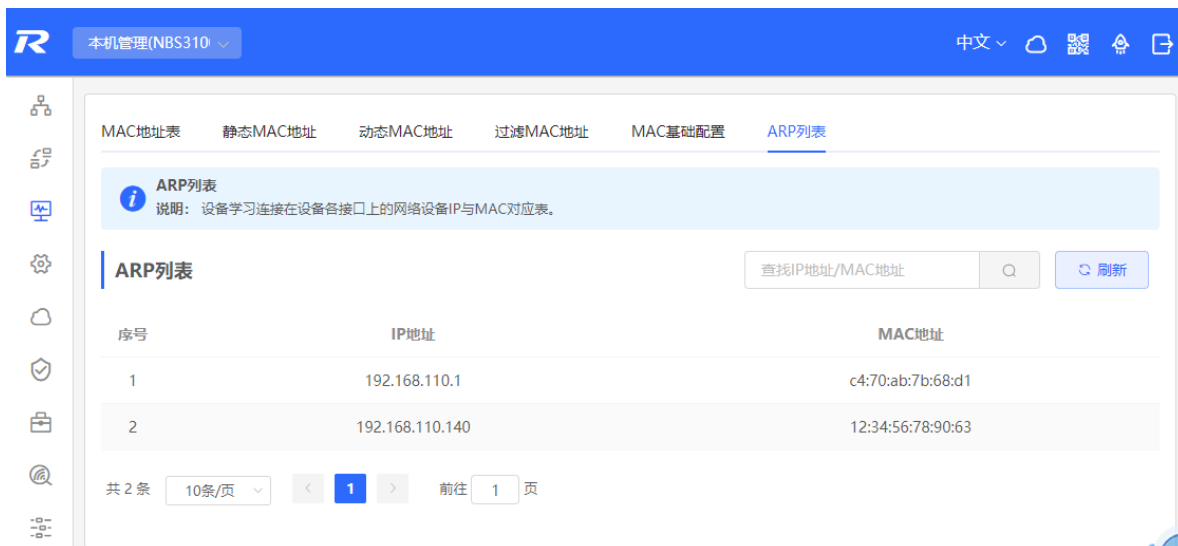 本机管理(NBS310
中文
MAC地址表 静态MAC地址 动态MAC地址 过滤MAC地址 MAC基础配置 ARP列表
ARP列表
说明： 设备学习连接在设备各接口上的网络设备IP与MAC对应表。
ARP列表 查找IP地址/MAC地址 刷新
序号 IP地址 MAC地址
1 192.168.110.1 c4:70:ab:7b:68:d1
2 192.168.110.140 12:34:56:78:90:63
共 2 条 10条/页 1 前往 1 页